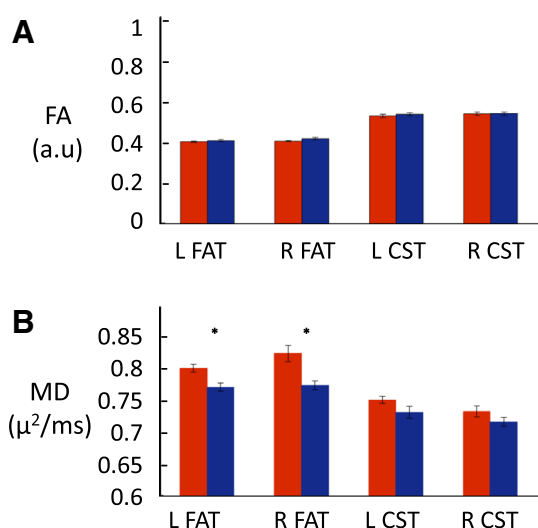 A
1
0.8
0.6
FA
(a.u)
0.4
0.2
0
L FAT R FAT L CST R CST
B
* *
0.85
0.8
MD
(µ²/ms)
0.75
0.7
0.65
0.6
L FAT R FAT L CST R CST